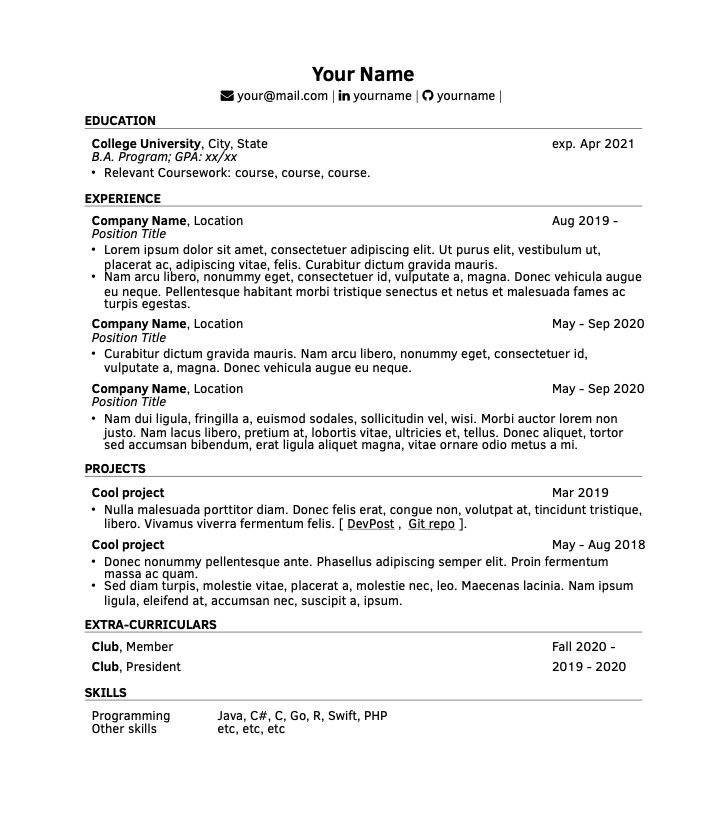 Your Name
your@mail.com | yourname | yourname |
EDUCATION
College University, City, State exp. Apr 2021
B.A. Program; GPA: xx/xx
• Relevant Coursework: course, course, course.
EXPERIENCE
Company Name, Location Aug 2019 -
Position Title
• Lorem ipsum dolor sit amet, consectetuer adipiscing elit. Ut purus elit, vestibulum ut,
placerat ac, adipiscing vitae, felis. Curabitur dictum gravida mauris.
• Nam arcu libero, nonummy eget, consectetuer id, vulputate a, magna. Donec vehicula augue
eu neque. Pellentesque habitant morbi tristique senectus et netus et malesuada fames ac
turpis egestas.
Company Name, Location May - Sep 2020
Position Title
• Curabitur dictum gravida mauris. Nam arcu libero, nonummy eget, consectetuer id,
vulputate a, magna. Donec vehicula augue eu neque.
Company Name, Location May - Sep 2020
Position Title
• Nam dui ligula, fringilla a, euismod sodales, sollicitudin vel, wisi. Morbi auctor lorem non
justo. Nam lacus libero, pretium at, lobortis vitae, ultricies et, tellus. Donec aliquet, tortor
sed accumsan bibendum, erat ligula aliquet magna, vitae ornare odio metus a mi.
PROJECTS
Cool project Mar 2019
• Nulla malesuada porttitor diam. Donec felis erat, congue non, volutpat at, tincidunt tristique,
libero. Vivamus viverra fermentum felis. [ DevPost , Git repo ].
Cool project May - Aug 2018
• Donec nonummy pellentesque ante. Phasellus adipiscing semper elit. Proin fermentum
massa ac quam.
• Sed diam turpis, molestie vitae, placerat a, molestie nec, leo. Maecenas lacinia. Nam ipsum
ligula, eleifend at, accumsan nec, suscipit a, ipsum.
EXTRA-CURRICULARS
Club, Member Fall 2020 -
Club, President 2019 - 2020
SKILLS
Programming Java, C#, C, Go, R, Swift, PHP
Other skills etc, etc, etc